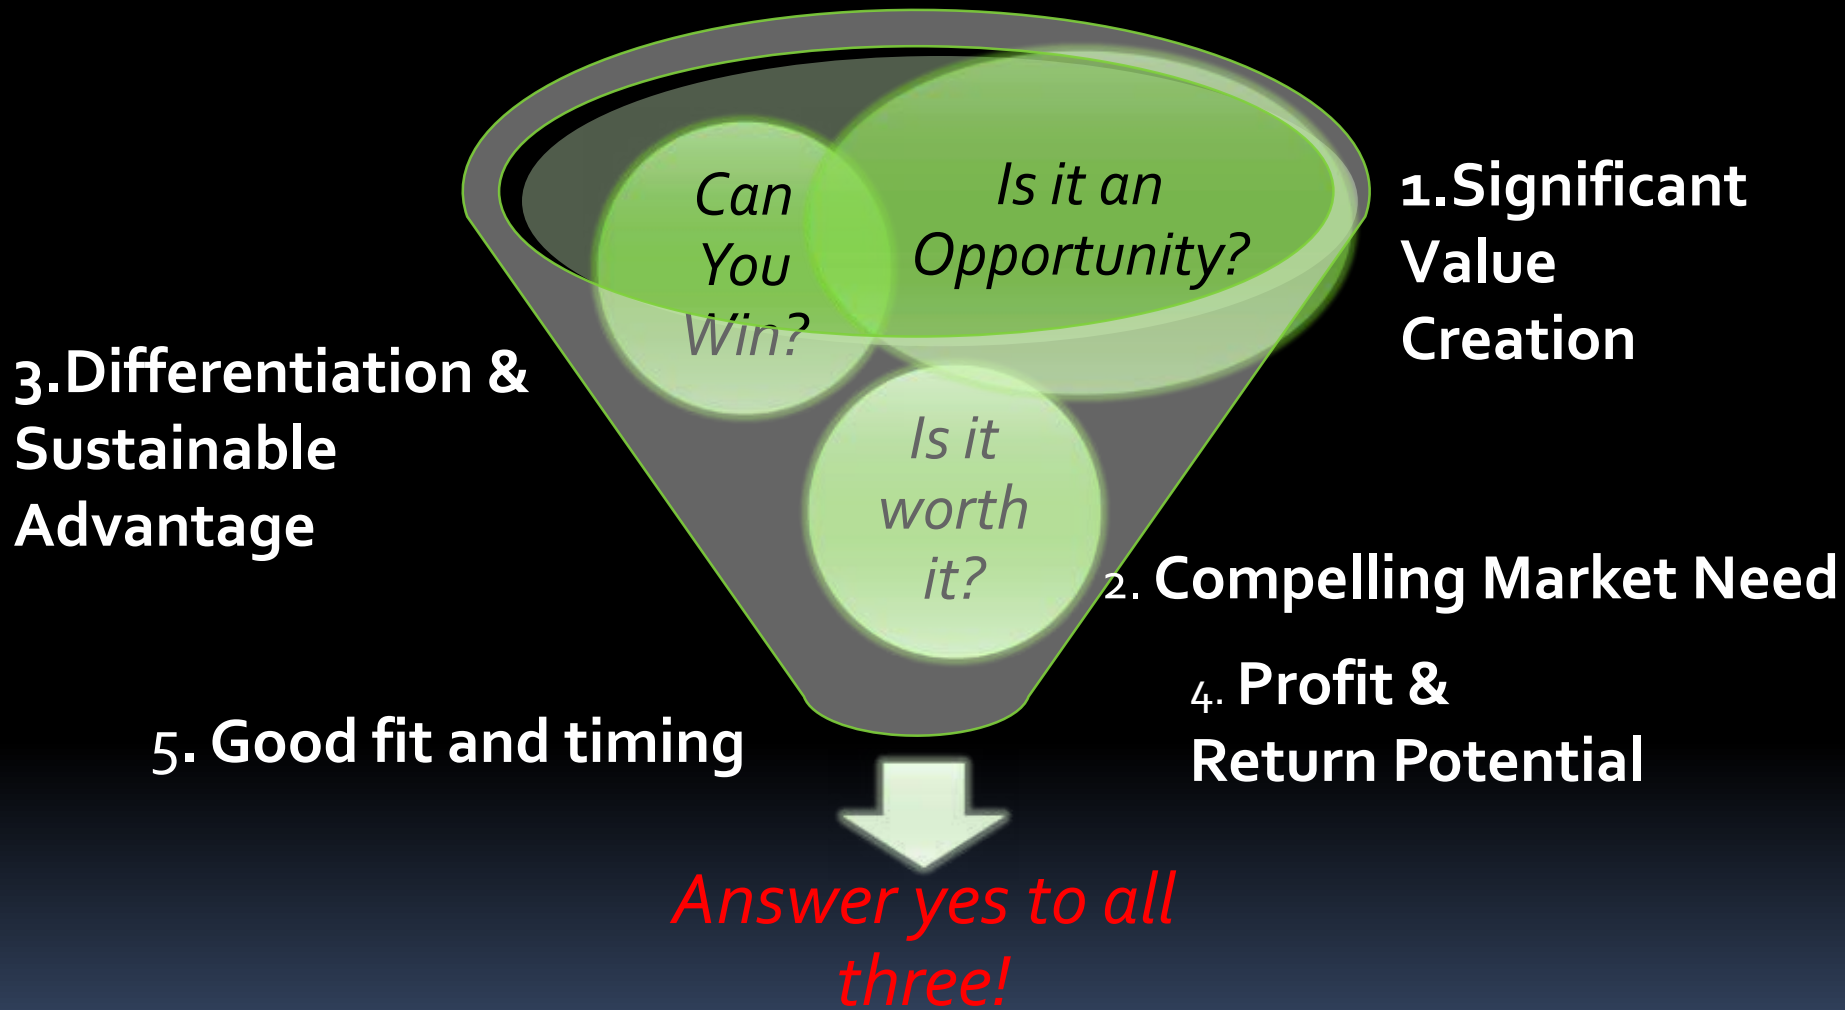 Can
You
Win?
Is it an
Opportunity?
Is it
worth
it?
1.Significant
Value
Creation
3.Differentiation &
Sustainable
Advantage
2. Compelling Market Need
4. Profit &
Return Potential
5. Good fit and timing
Answer yes to all
three!